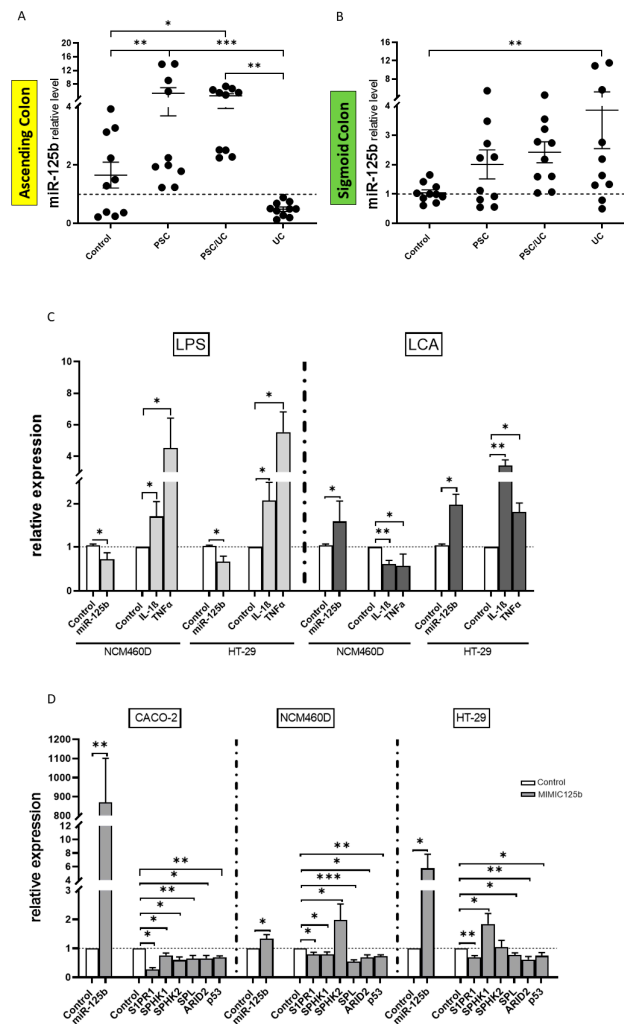 A
Ascending Colon
miR-125b relative level
20
16
12
8
4
4
2
1
0
*
**
***
**
Control
PSC
PSC/UC
UC
B
Sigmoid Colon
miR-125b relative level
16
12
8
4
4
3
2
1
0
**
Control
PSC
PSC/UC
UC
C
LPS
LCA
relative expression
10
8
6
4
2
1
0
*
*
*
*
*
*
*
**
*
*
**
*
Control
miR-125b
Control
IL-1ß
TNFα
Control
miR-125b
Control
IL-1ß
TNFα
Control
miR-125b
Control
IL-1ß
TNFa
Control
miR-125b
Control
IL-1ß
TNFα
NCM460D
HT-29
NCM460D
HT-29
D
CACO-2
NCM460D
HT-29
Control
MIMIC125b
relative expression
1200
1100
1000
900
800
12
10
8
6
4
3
2
1
0
**
**
*
**
*
*
*
*
**
*
***
*
*
*
*
*
**
*
*
**
Control
miR-125b
Control
S1PR1
SPHK1
SPHK2
SPL
ARID2
p53
Control
miR-125b
Control
S1PR1
SPHK1
SPHK2
SPL
ARID2
p53
Control
miR-125b
Control
S1PR1
SPHK1
SPHK2
SPL
ARID2
p53